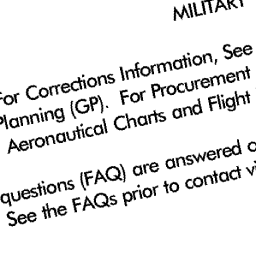 MILITARY
For Corrections Information, See
Planning (GP). For Procurement
Aeronautical Charts and Flight
questions (FAQ) are answered
See the FAQs prior to contact